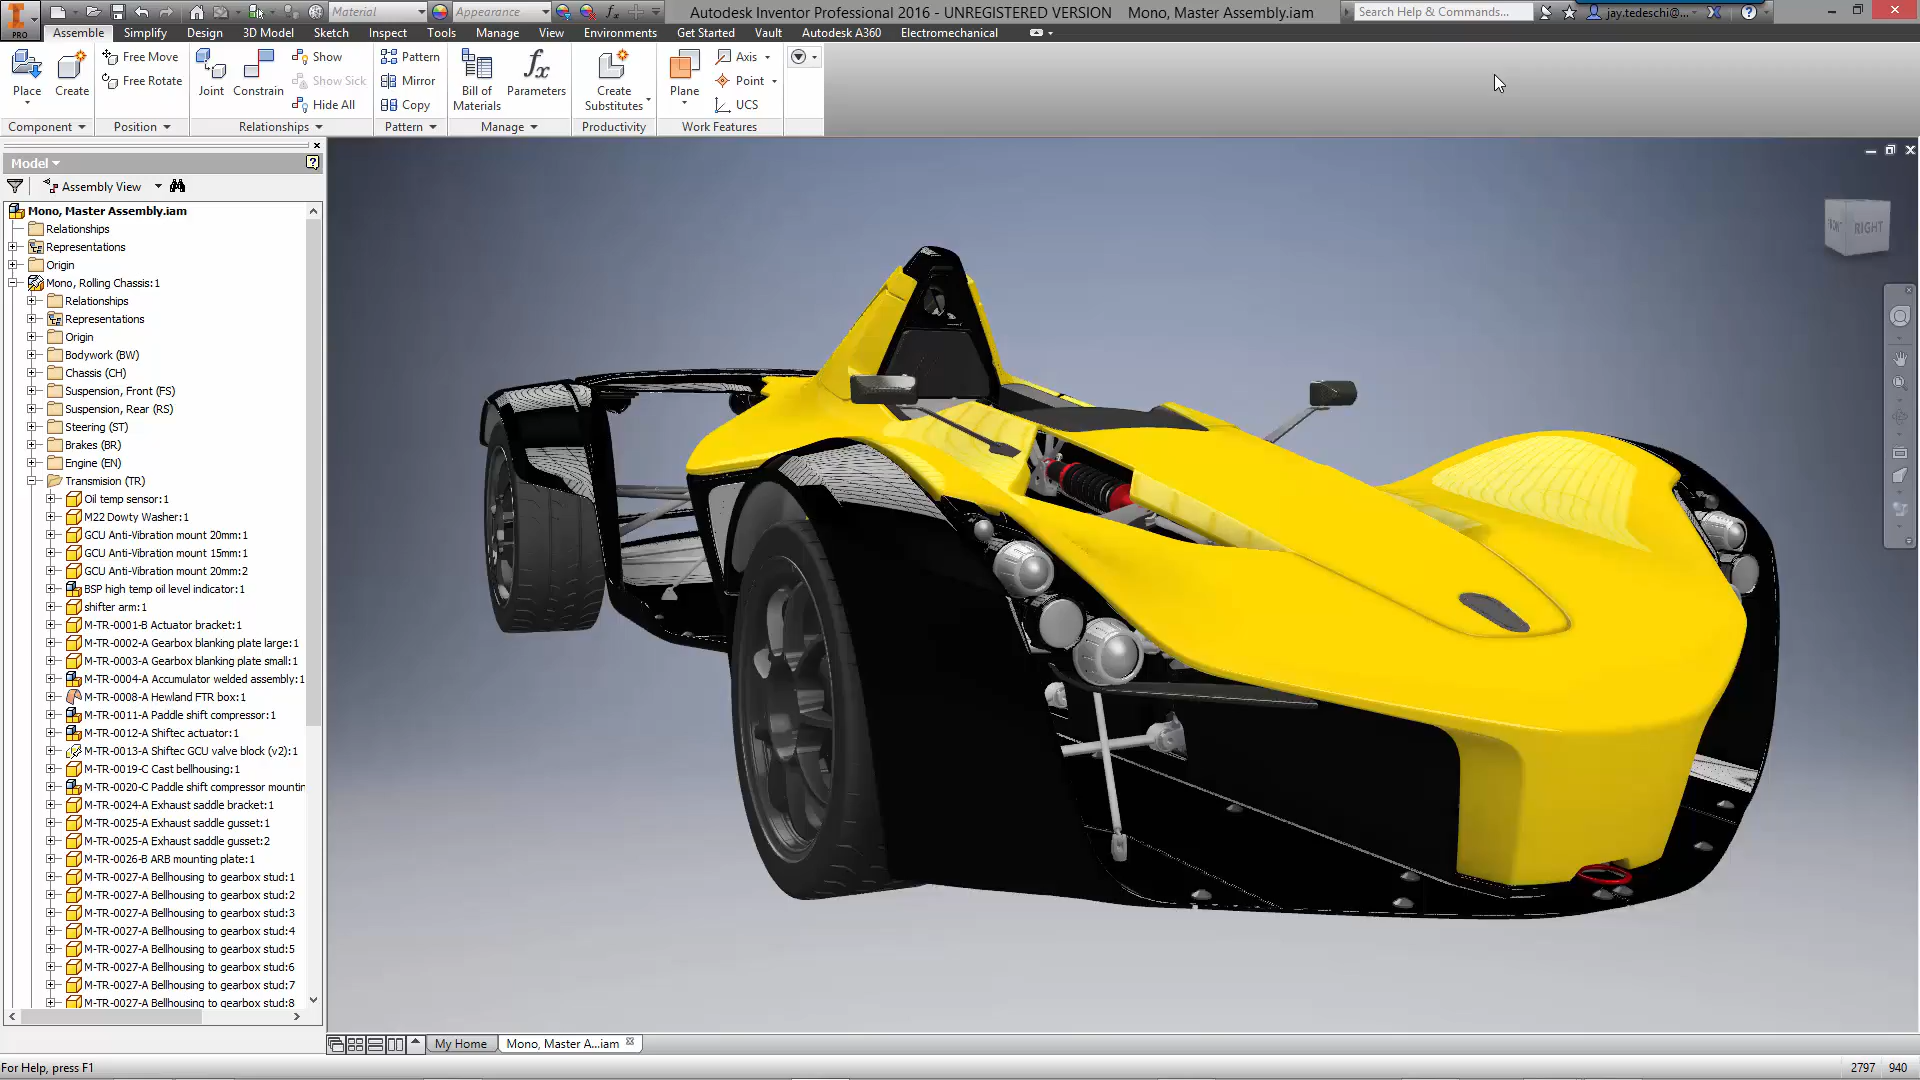 Material
Appearance
Autodesk Inventor Professional 2016 - UNREGISTERED VERSION Mono, Master Assembly.iam
Search Help & Commands...
jay.tedeschi@...
PRO
Assemble Simplify Design 3D Model Sketch Inspect Tools Manage View Environments Get Started Vault Autodesk A360 Electromechanical
Place
Create
Free Move
Free Rotate
Joint
Constrain
Show
Show Sick
Hide All
Pattern
Mirror
Copy
Bill of
Materials
fx
Parameters
Create
Substitutes
Plane
Axis
Point
UCS
Component Position Relationships Pattern Manage Productivity Work Features
Model
Assembly View
Mono, Master Assembly.iam
Relationships
Representations
Origin
Mono, Rolling Chassis:1
Relationships
Representations
Origin
Bodywork (BW)
Chassis (CH)
Suspension, Front (FS)
Suspension, Rear (RS)
Steering (ST)
Brakes (BR)
Engine (EN)
Transmision (TR)
Oil temp sensor:1
M22 Dowty Washer:1
GCU Anti-Vibration mount 20mm:1
GCU Anti-Vibration mount 15mm:1
GCU Anti-Vibration mount 20mm:2
BSP high temp oil level indicator:1
shifter arm:1
M-TR-0001-B Actuator bracket:1
M-TR-0002-A Gearbox blanking plate large:1
M-TR-0003-A Gearbox blanking plate small:1
M-TR-0004-A Accumulator welded assembly:1
M-TR-0008-A Hewland FTR box:1
M-TR-0011-A Paddle shift compressor:1
M-TR-0012-A Shiftec actuator:1
M-TR-0013-A Shiftec GCU valve block (v2):1
M-TR-0019-C Cast bellhousing:1
M-TR-0020-C Paddle shift compressor mountin
M-TR-0024-A Exhaust saddle bracket:1
M-TR-0025-A Exhaust saddle gusset:1
M-TR-0025-A Exhaust saddle gusset:2
M-TR-0026-B ARB mounting plate:1
M-TR-0027-A Bellhousing to gearbox stud:1
M-TR-0027-A Bellhousing to gearbox stud:2
M-TR-0027-A Bellhousing to gearbox stud:3
M-TR-0027-A Bellhousing to gearbox stud:4
M-TR-0027-A Bellhousing to gearbox stud:5
M-TR-0027-A Bellhousing to gearbox stud:6
M-TR-0027-A Bellhousing to gearbox stud:7
M-TR-0027-A Bellhousing to gearbox stud:8
FRONT RIGHT
My Home
Mono, Master A...iam
For Help, press F1
2797 940